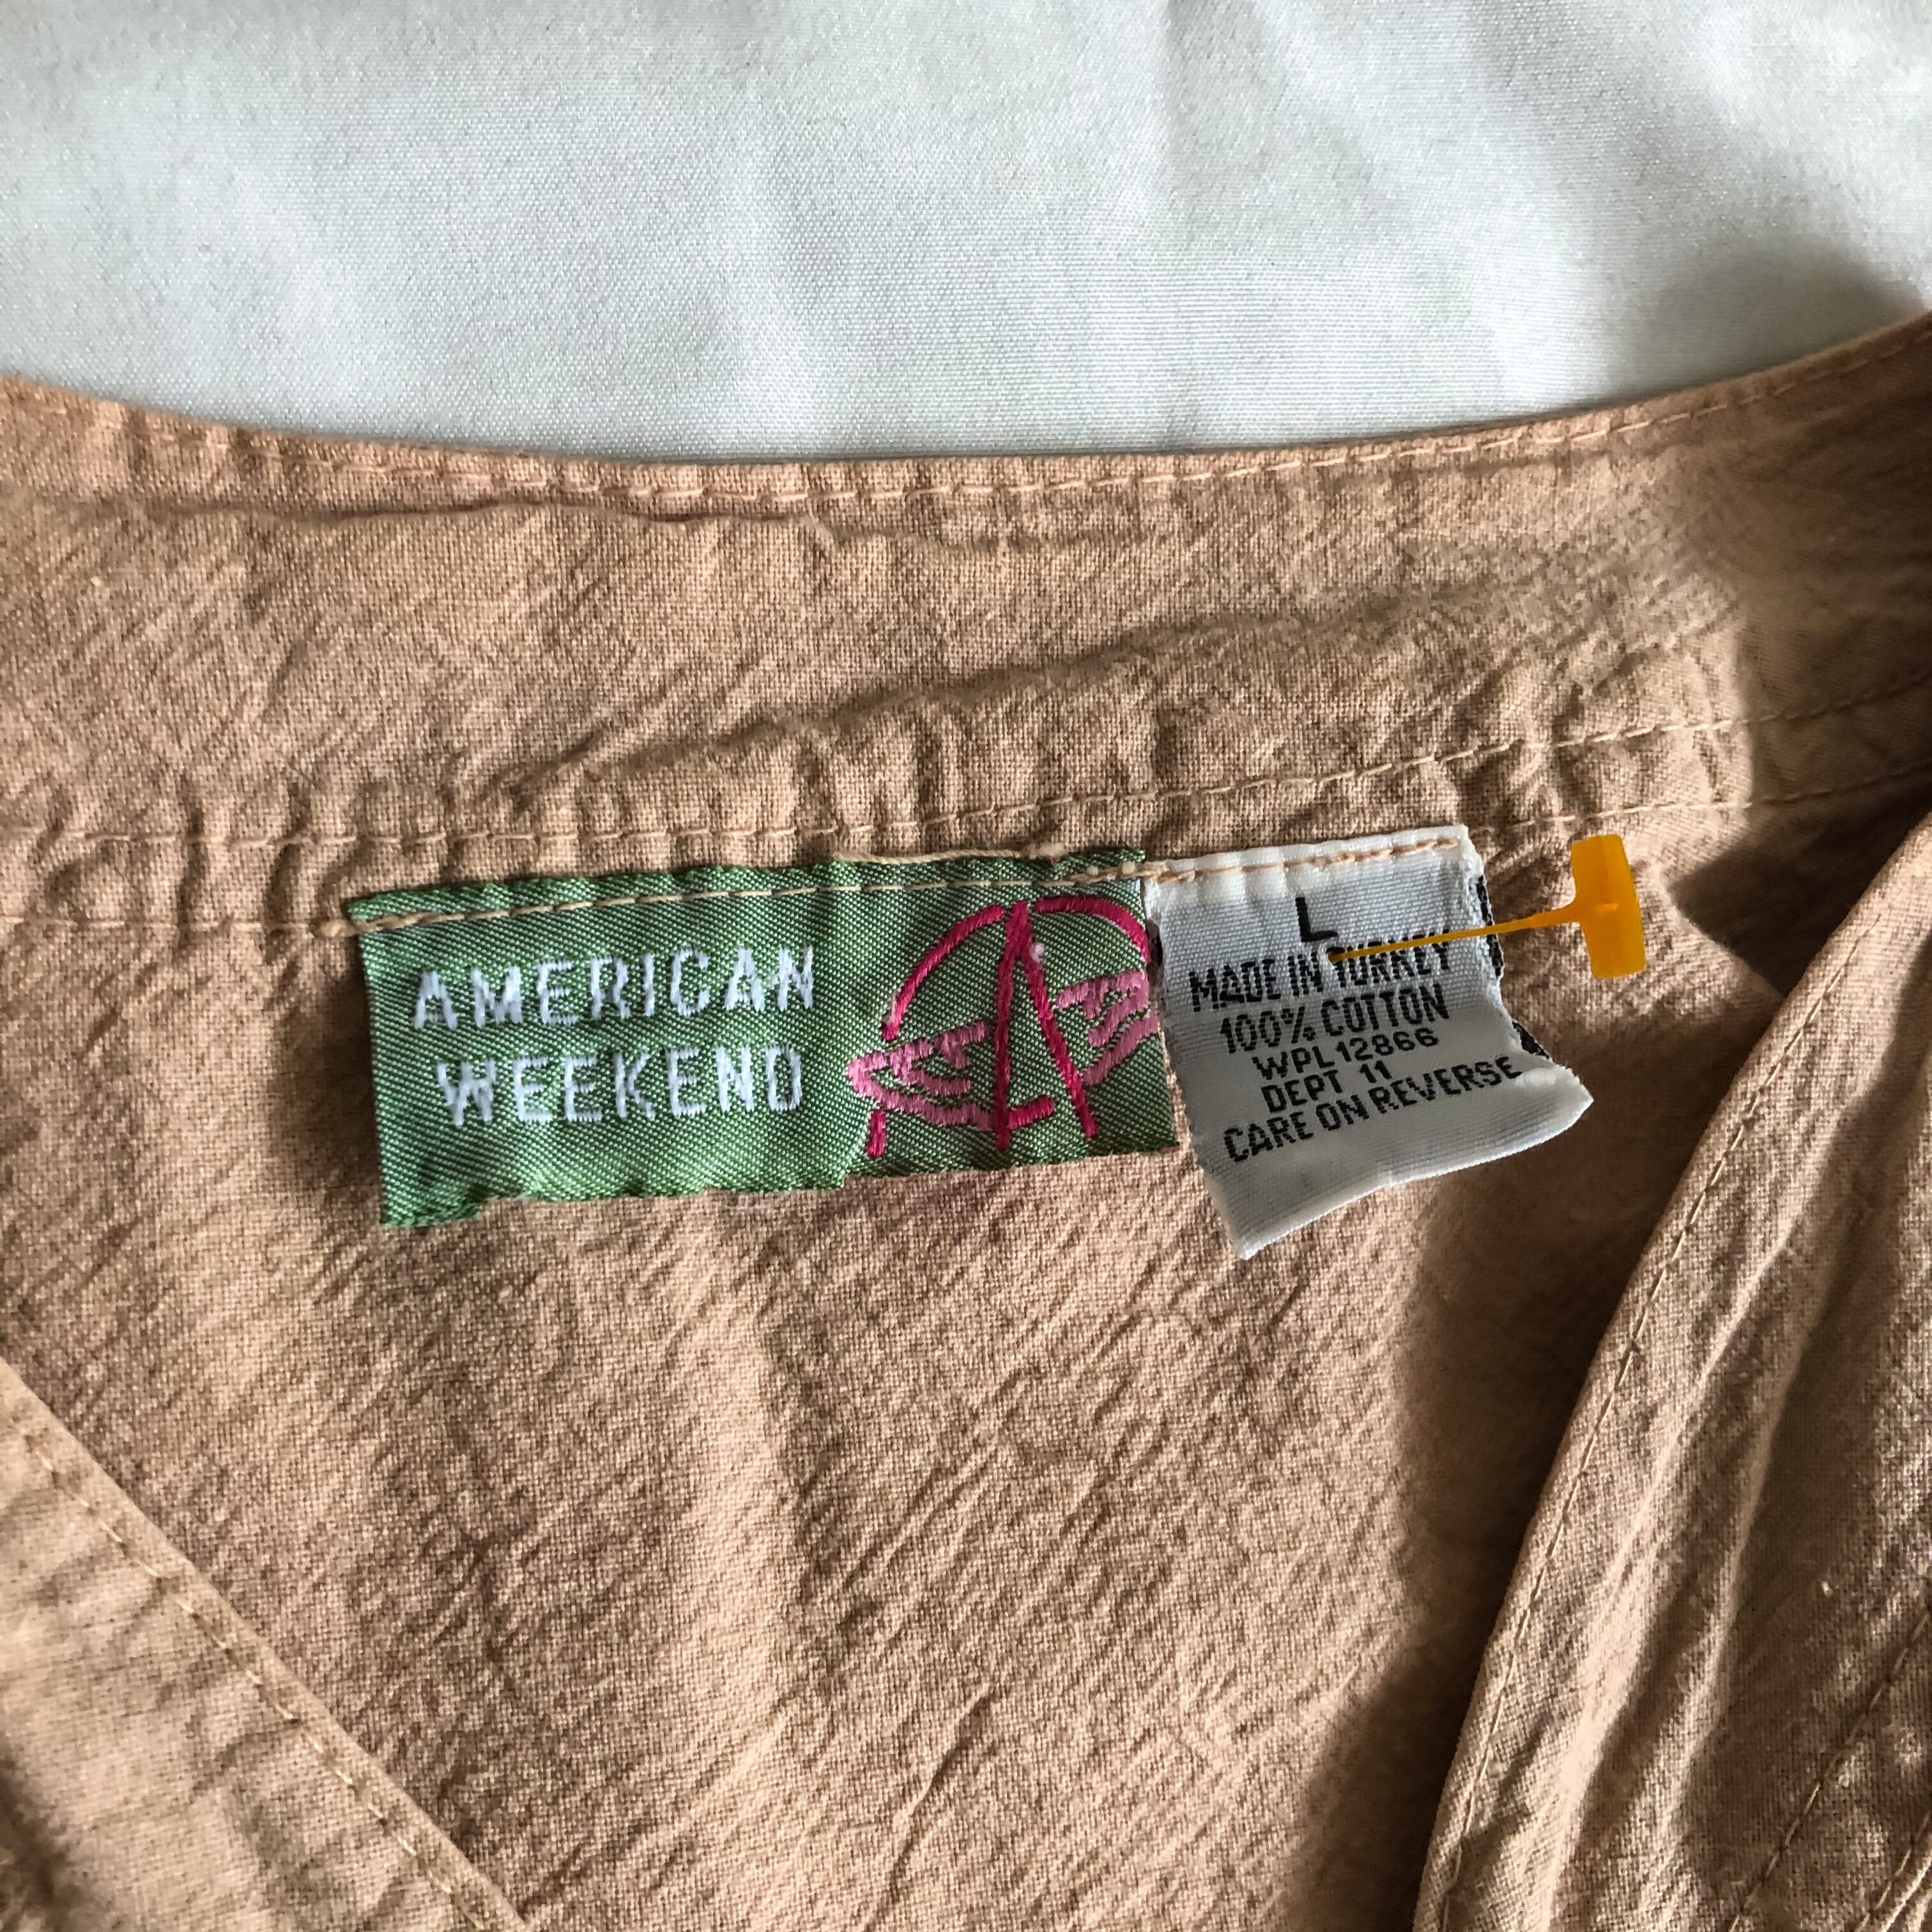 AMERICAN
WEEKEND
L
MADE IN TURKEY
100% COTTON
WPL 12866
DEPT 11
CARE ON REVERSE